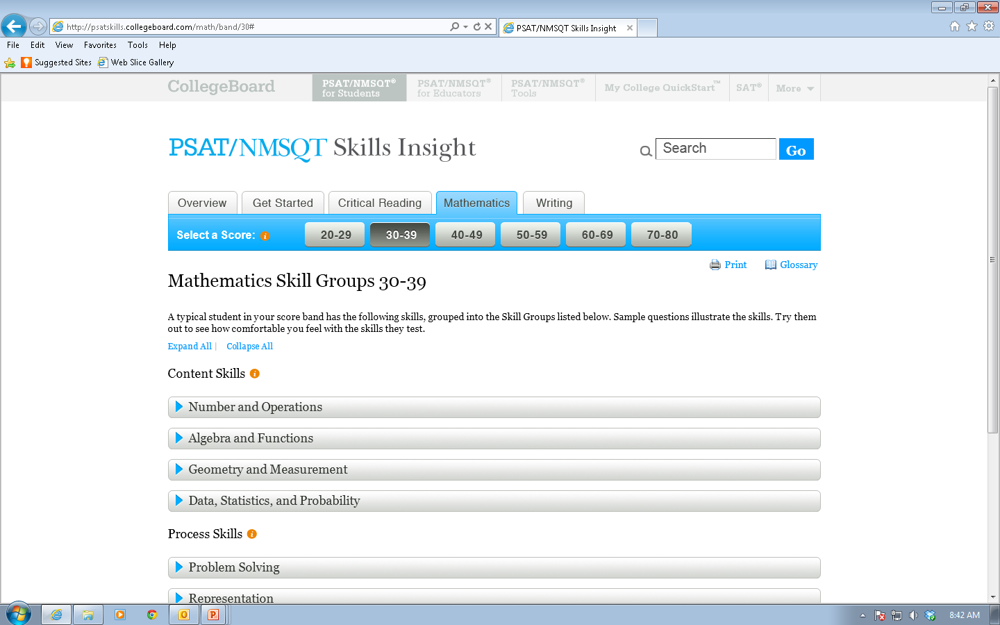 http://psatskills.collegeboard.com/math/band/30#
PSAT/NMSQT Skills Insight
File Edit View Favorites Tools Help
Suggested Sites Web Slice Gallery
CollegeBoard
PSAT/NMSQT® for Students
PSAT/NMSQT® for Educators
PSAT/NMSQT® Tools
My College QuickStart™
SAT®
More
PSAT/NMSQT Skills Insight
Search
Go
Overview
Get Started
Critical Reading
Mathematics
Writing
Select a Score: i 20-29 30-39 40-49 50-59 60-69 70-80
Print Glossary
Mathematics Skill Groups 30-39
A typical student in your score band has the following skills, grouped into the Skill Groups listed below. Sample questions illustrate the skills. Try them
out to see how comfortable you feel with the skills they test.
Expand All | Collapse All
Content Skills i
Number and Operations
Algebra and Functions
Geometry and Measurement
Data, Statistics, and Probability
Process Skills i
Problem Solving
Representation
8:42 AM